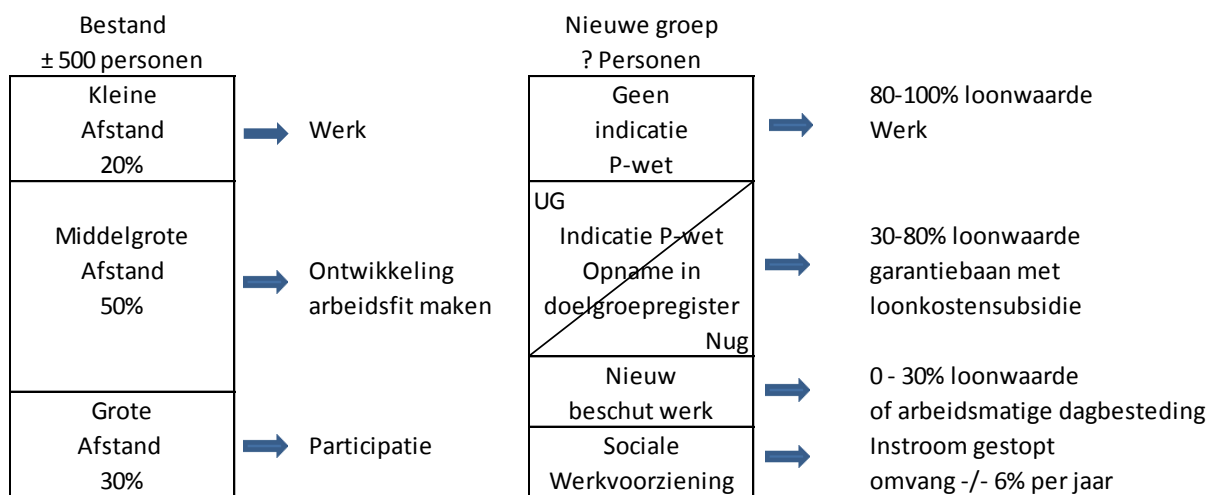 Bestand
± 500 personen
Kleine
Afstand
20%
Werk
Middelgrote
Afstand
50%
Ontwikkeling
arbeidsfit maken
Grote
Afstand
30%
Participatie
Nieuwe groep
? Personen
Geen
indicatie
P-wet
80-100% loonwaarde
Werk
UG
Indicatie P-wet
Opname in
doelgroepregister
Nug
30-80% loonwaarde
garantiebaan met
loonkostensubsidie
Nieuw
beschut werk
0 - 30% loonwaarde
of arbeidsmatige dagbesteding
Sociale
Werkvoorziening
Instroom gestopt
omvang -/- 6% per jaar